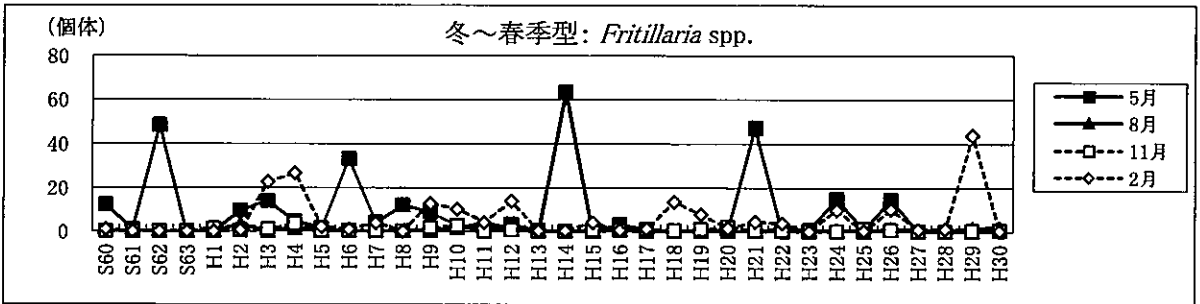 (個体)
冬～春季型: Fritillaria spp.
80
60
40
20
0
S60 S61 S62 S63 H1 H2 H3 H4 H5 H6 H7 H8 H9 H10 H11 H12 H13 H14 H15 H16 H17 H18 H19 H20 H21 H22 H23 H24 H25 H26 H27 H28 H29 H30
5月
8月
11月
2月